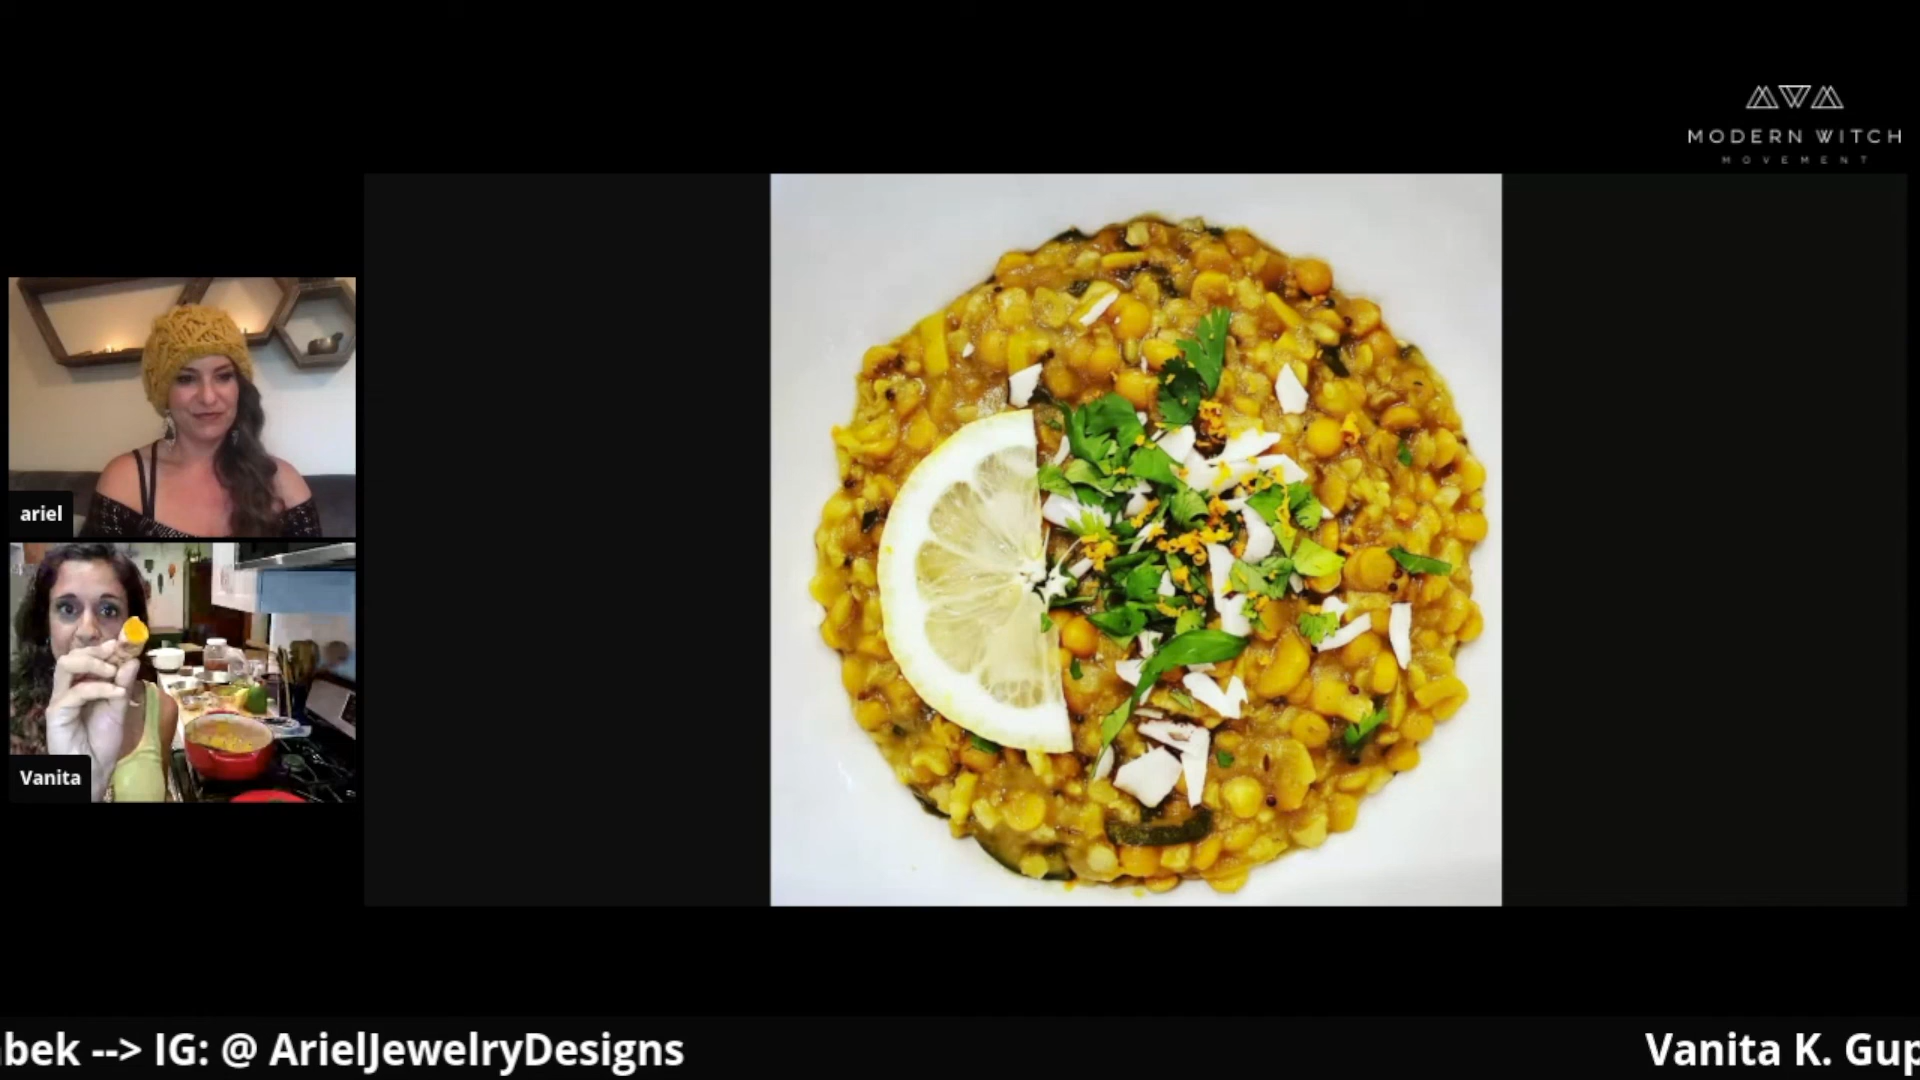 MODERN WITCH
MOVEMENT
ariel
Vanita
bek --> IG: @ ArielJewelryDesigns
Vanita K. Gup